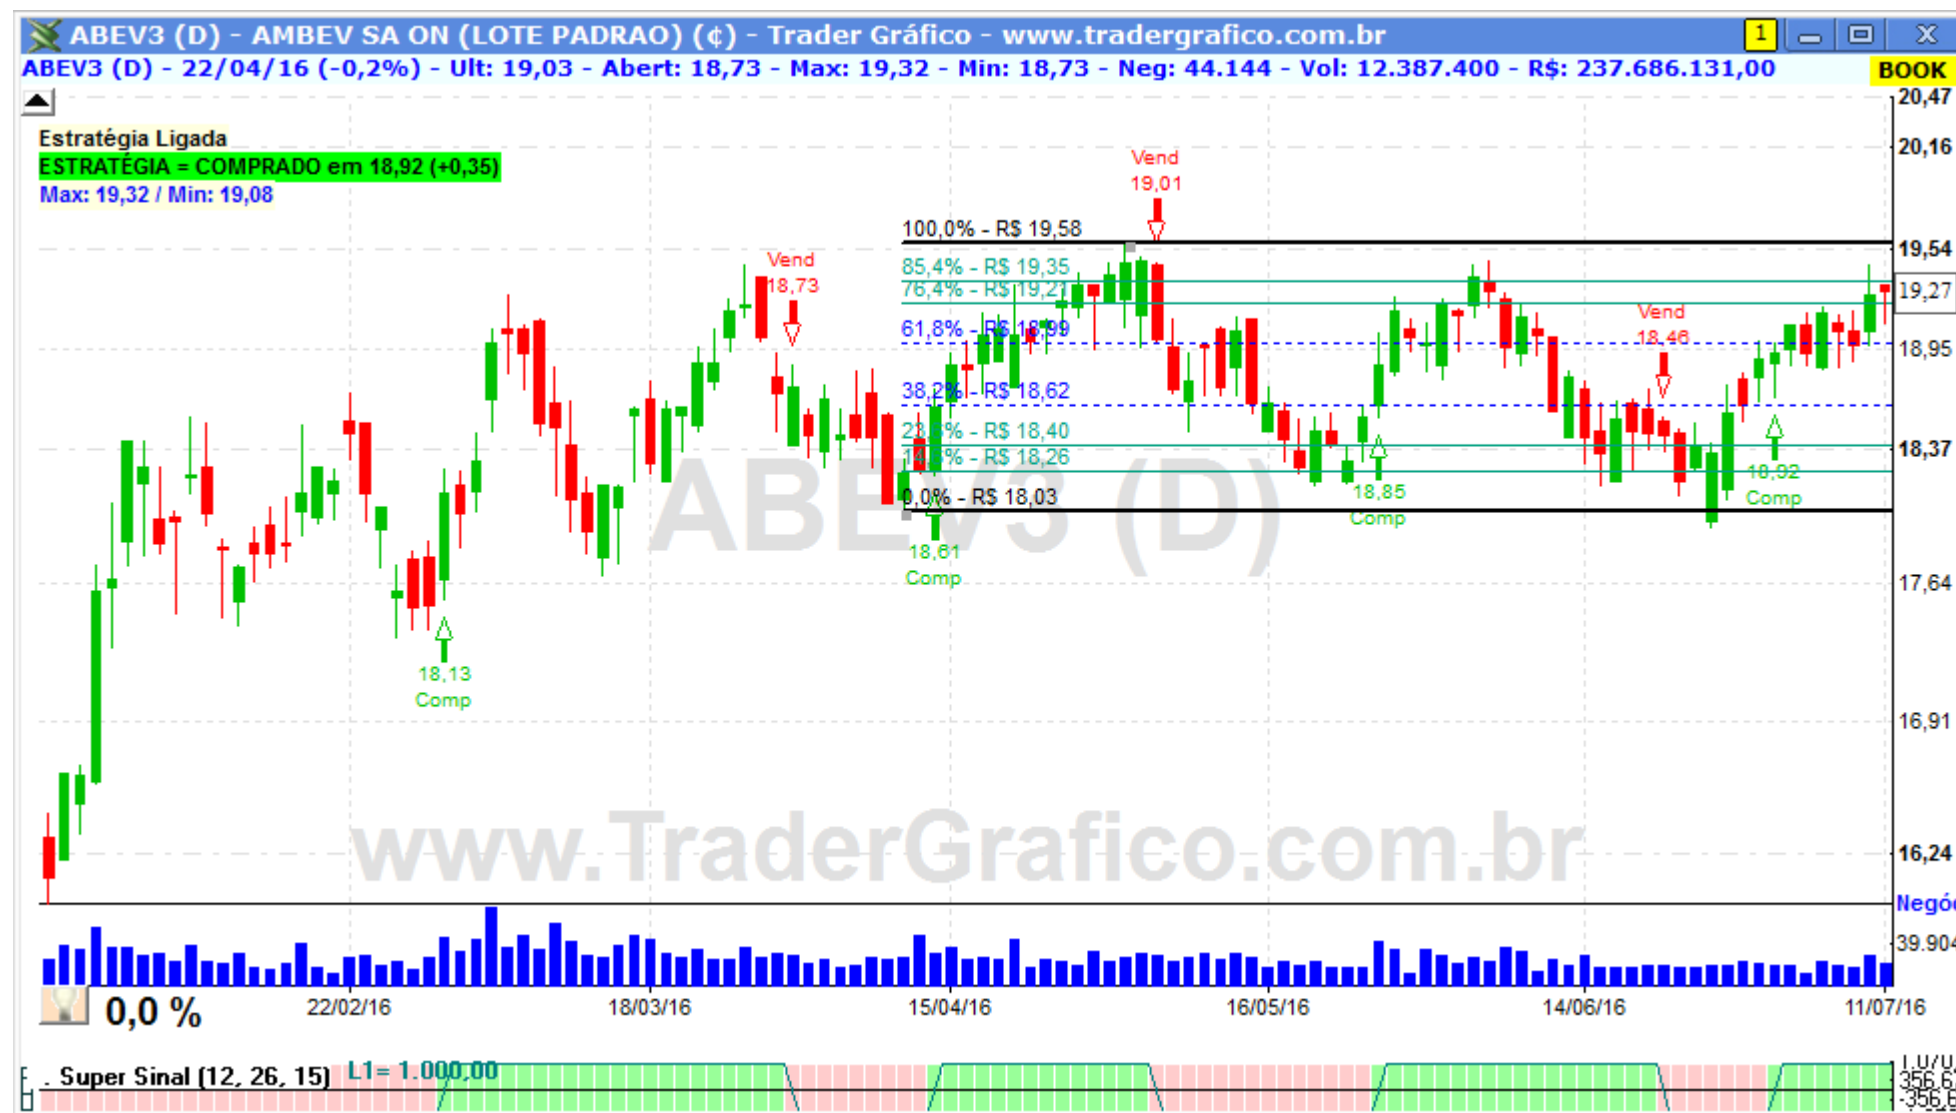 ABEV3 (D) - AMBEV SA ON (LOTE PADRAO) (¢) - Trader Gráfico - www.tradergrafico.com.br
1
ABEV3 (D) - 22/04/16 (-0,2%) - Ult: 19,03 - Abert: 18,73 - Max: 19,32 - Min: 18,73 - Neg: 44.144 - Vol: 12.387.400 - R$: 237.686.131,00
BOOK
20,47
Estratégia Ligada
20,16
ESTRATÉGIA = COMPRADO em 18,92 (+0,35)
Max: 19,32 / Min: 19,08
Vend
19,01
100,0% - R$ 19,58
19,54
Vend
18,73
85,4% - R$ 19,35
76,4% - R$ 19,21
19,27
61,8% - R$ 18,99
Vend
18,46
18,95
38,2% - R$ 18,62
23,6% - R$ 18,40
18,37
14,6% - R$ 18,26
18,92
Comp
18,85
Comp
0,0% - R$ 18,03
ABEV3 (D)
18,61
Comp
17,64
18,13
Comp
16,91
www.TraderGrafico.com.br
16,24
39.904
0,0 %
22/02/16
18/03/16
15/04/16
16/05/16
14/06/16
11/07/16
. Super Sinal (12, 26, 15)
L1= 1.000,00